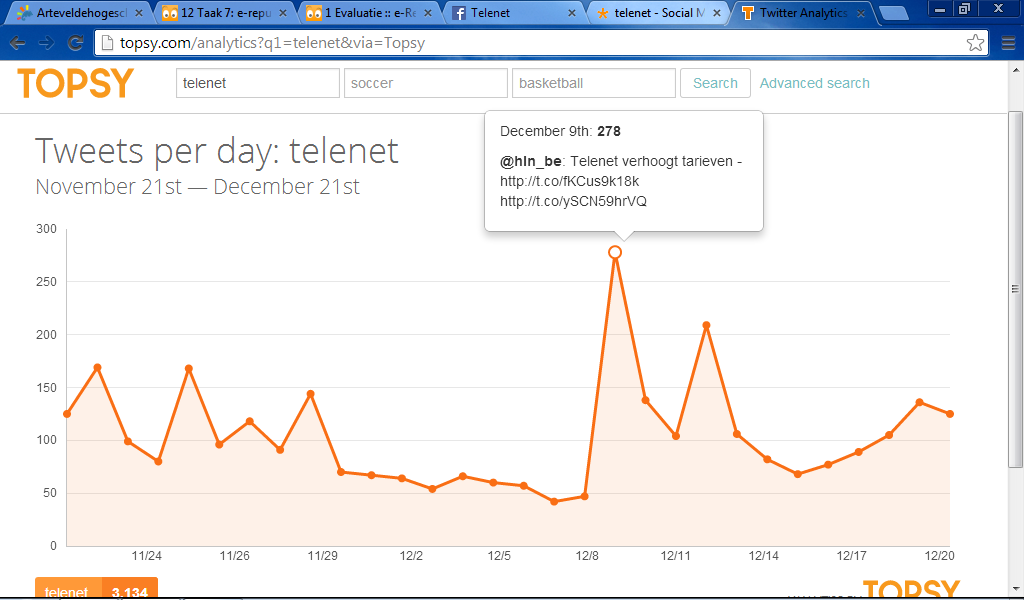 Arteveldehogesc
12 Taak 7: e-repu
1 Evaluatie :: e-Re
Telenet
telenet - Social M
Twitter Analytics
topsy.com/analytics?q1=telenet&via=Topsy
TOPSY
telenet
soccer
basketball
Search
Advanced search
Tweets per day: telenet
November 21st — December 21st
December 9th: 278
@hln_be: Telenet verhoogt tarieven -
http://t.co/fKCus9k18k
http://t.co/ySCN59hrVQ
300
250
200
150
100
50
0
11/24 11/26 11/29 12/2 12/5 12/8 12/11 12/14 12/17 12/20
telenet 3,134
TOPSY